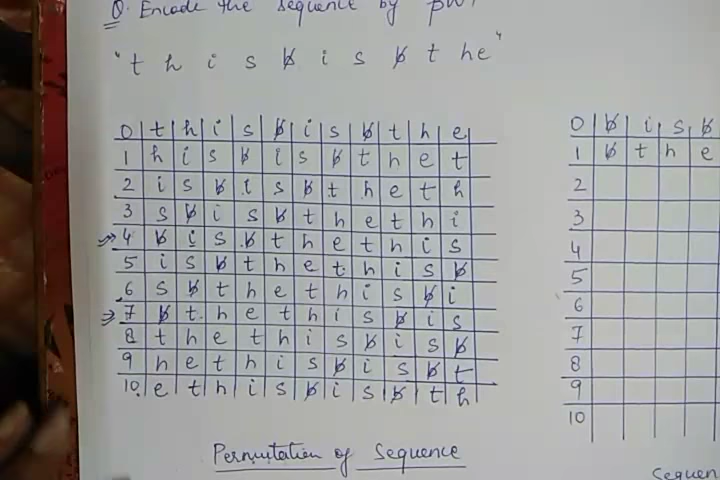 Q. Encode the sequence by
" t h i s ƀ i s ƀ t h e "
0 t h i s ƀ i s ƀ t h e
1 h i s ƀ i s ƀ t h e t
2 i s ƀ i s ƀ t h e t h
3 s ƀ i s ƀ t h e t h i
4 ƀ i s ƀ t h e t h i s
5 i s ƀ t h e t h i s ƀ
6 s ƀ t h e t h i s ƀ i
7 ƀ t h e t h i s ƀ i s
8 t h e t h i s ƀ i s ƀ
9 h e t h i s ƀ i s ƀ t
10 e t h i s ƀ i s ƀ t h
Permutation of Sequence
0 ƀ i s ƀ
1 ƀ t h e
2
3
4
5
6
7
8
9
10
Sequen